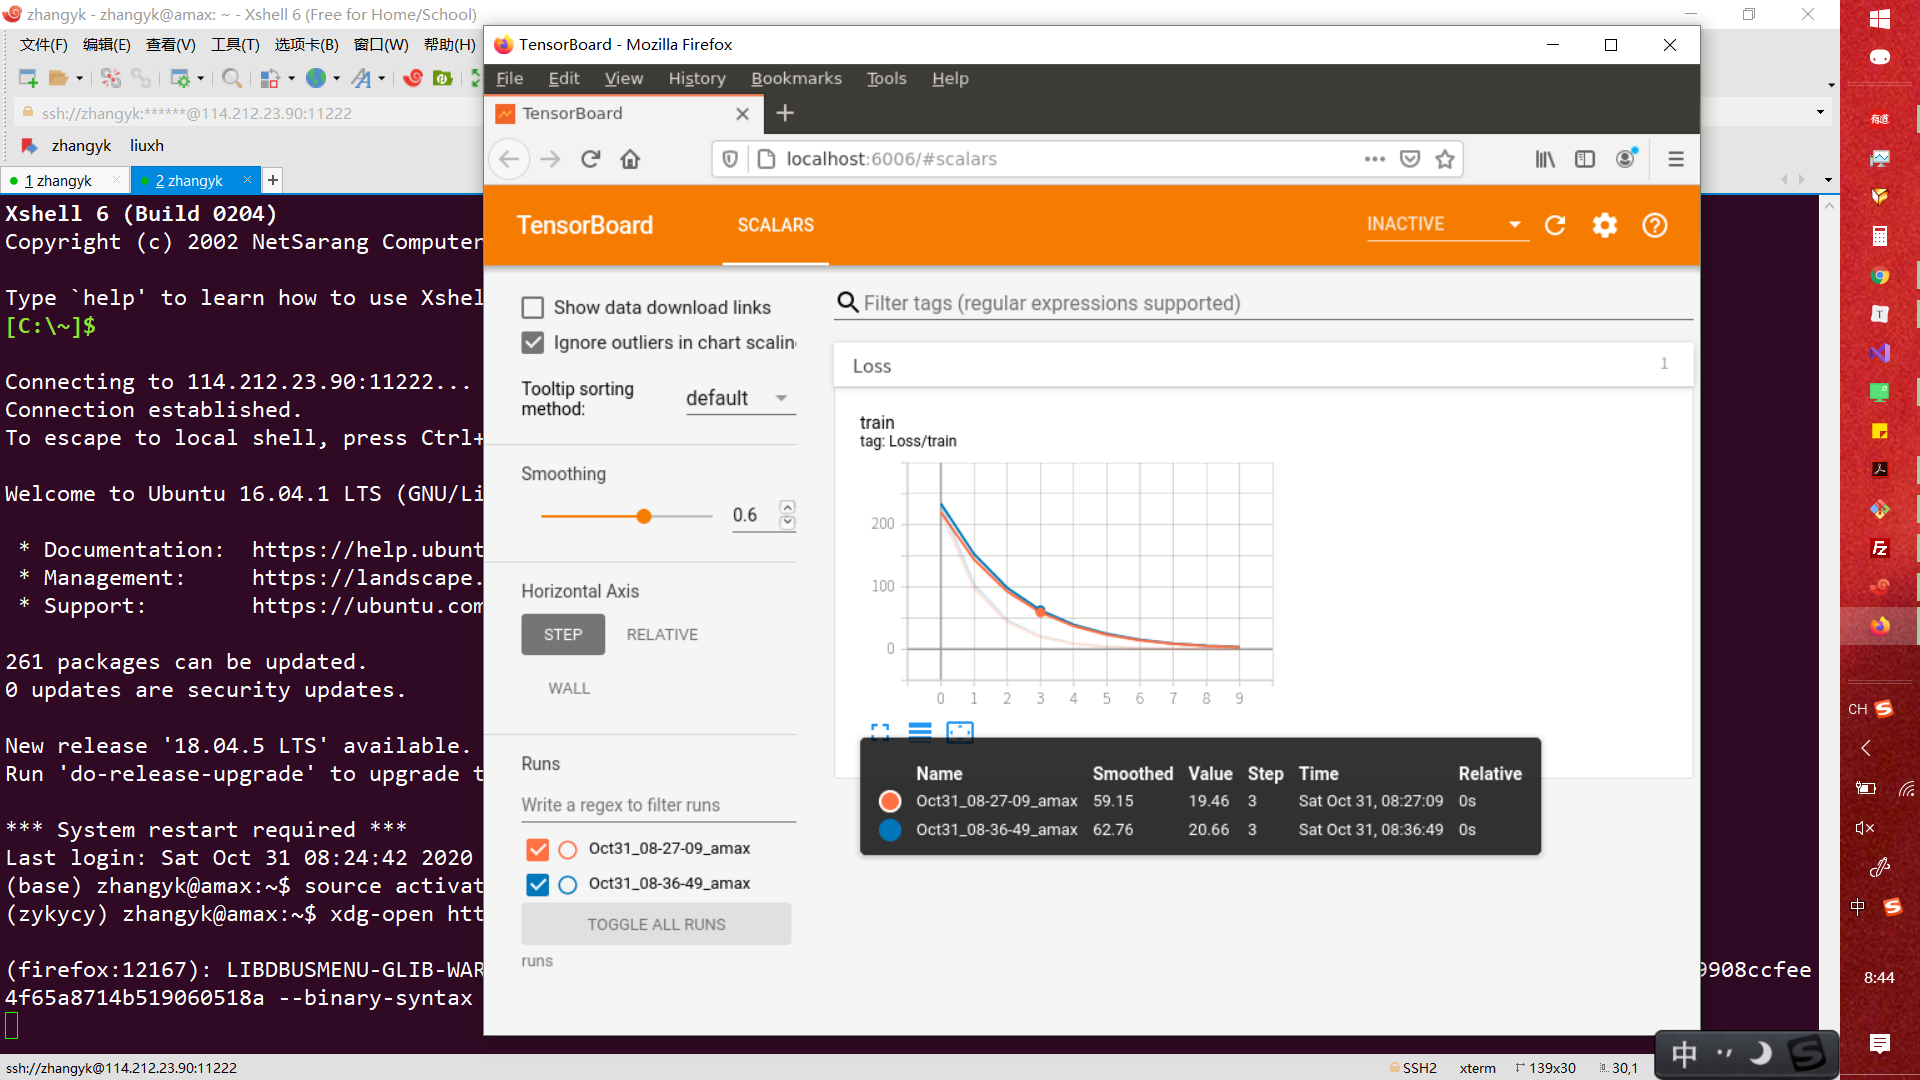 zhangyk - zhangyk@amax: ~ - Xshell 6 (Free for Home/School)
文件(F) 编辑(E) 查看(V) 工具(T) 选项卡(B) 窗口(W) 帮助(H)
ssh://zhangyk:******@114.212.23.90:11222
zhangyk liuxh
1 zhangyk
2 zhangyk
Xshell 6 (Build 0204)
Copyright (c) 2002 NetSarang Computer
Type `help' to learn how to use Xshel
[C:\~]$
Connecting to 114.212.23.90:11222...
Connection established.
To escape to local shell, press Ctrl+
Welcome to Ubuntu 16.04.1 LTS (GNU/Li
* Documentation: https://help.ubunt
* Management: https://landscape.
* Support: https://ubuntu.com
261 packages can be updated.
0 updates are security updates.
New release '18.04.5 LTS' available.
Run 'do-release-upgrade' to upgrade t
*** System restart required ***
Last login: Sat Oct 31 08:24:42 2020
(base) zhangyk@amax:~$ source activat
(zykycy) zhangyk@amax:~$ xdg-open htt
(firefox:12167): LIBDBUSMENU-GLIB-WAR
9908ccfee
4f65a8714b519060518a --binary-syntax
ssh://zhangyk@114.212.23.90:11222
SSH2 xterm 139x30 30,1
TensorBoard - Mozilla Firefox
File Edit View History Bookmarks Tools Help
TensorBoard
localhost:6006/#scalars
TensorBoard SCALARS INACTIVE
Show data download links
Ignore outliers in chart scalin
Tooltip sorting
method:
default
Smoothing
0.6
Horizontal Axis
STEP RELATIVE
WALL
Runs
Write a regex to filter runs
Oct31_08-27-09_amax
Oct31_08-36-49_amax
TOGGLE ALL RUNS
runs
Filter tags (regular expressions supported)
Loss 1
train
tag: Loss/train
200
100
0
0 1 2 3 4 5 6 7 8 9
Name Smoothed Value Step Time Relative
Oct31_08-27-09_amax 59.15 19.46 3 Sat Oct 31, 08:27:09 0s
Oct31_08-36-49_amax 62.76 20.66 3 Sat Oct 31, 08:36:49 0s
有道
T
Fz
CH S
中 S
8:44
中 S